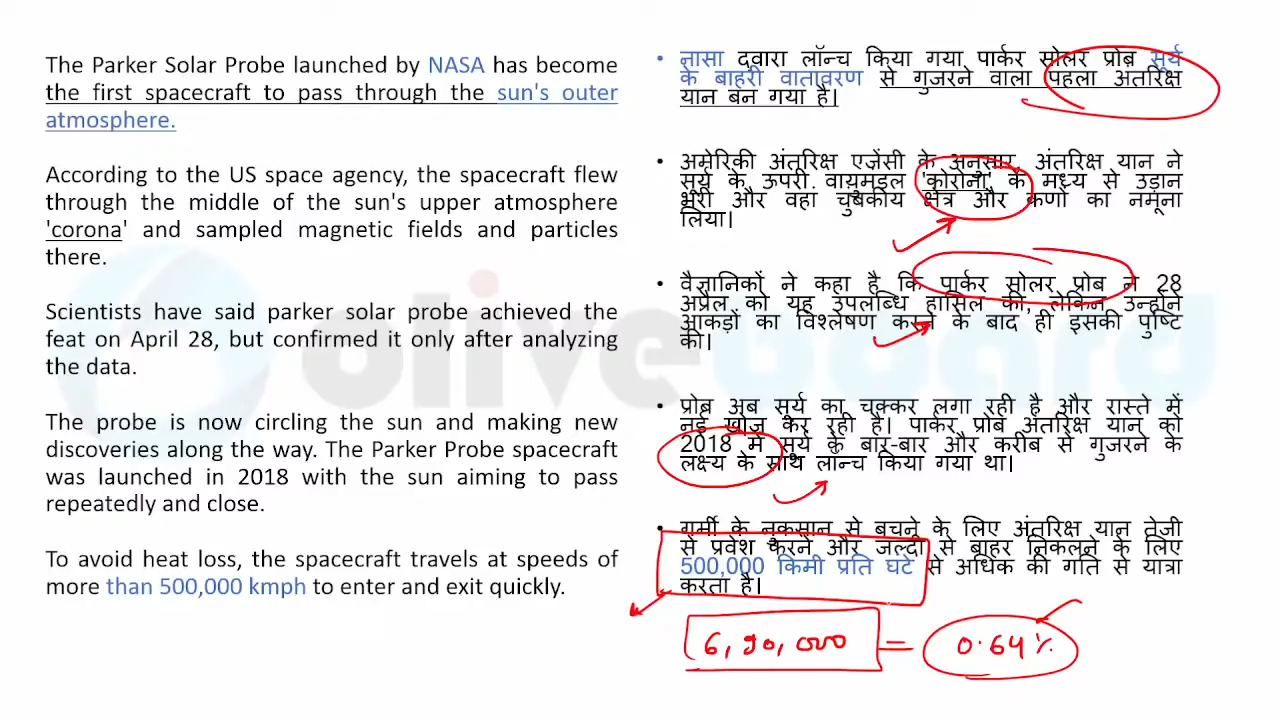 The Parker Solar Probe launched by NASA has become
the first spacecraft to pass through the sun's outer
atmosphere.
According to the US space agency, the spacecraft flew
through the middle of the sun's upper atmosphere
'corona' and sampled magnetic fields and particles
there.
Scientists have said parker solar probe achieved the
feat on April 28, but confirmed it only after analyzing
the data.
The probe is now circling the sun and making new
discoveries along the way. The Parker Probe spacecraft
was launched in 2018 with the sun aiming to pass
repeatedly and close.
To avoid heat loss, the spacecraft travels at speeds of
more than 500,000 kmph to enter and exit quickly.
• नासा द्वारा लॉन्च किया गया पार्कर सोलर प्रोब सूर्य
के बाहरी वातावरण से गुजरने वाला पहला अंतरिक्ष
यान बन गया है।
• अमेरिकी अंतरिक्ष एजेंसी के अनुसार, अंतरिक्ष यान ने
सूर्य के ऊपरी वायुमंडल 'कोरोना' के मध्य से उड़ान
भरी और वहां चुंबकीय क्षेत्र और कणों का नमूना
लिया।
• वैज्ञानिकों ने कहा है कि पार्कर सोलर प्रोब ने 28
अप्रैल को यह उपलब्धि हासिल की, लेकिन उन्होंने
आंकड़ों का विश्लेषण करने के बाद ही इसकी पुष्टि
की।
• प्रोब अब सूर्य का चक्कर लगा रही है और रास्ते में
नई खोज कर रही है। पार्कर प्रोब अंतरिक्ष यान को
2018 में सूर्य के बार-बार और करीब से गुजरने के
लक्ष्य के साथ लॉन्च किया गया था।
• गर्मी के नुकसान से बचने के लिए अंतरिक्ष यान तेजी
से प्रवेश करने और जल्दी से बाहर निकलने के लिए
500,000 किमी प्रति घंटे से अधिक की गति से यात्रा
करता है।
6,90,000 = 0.64%
oliveboard